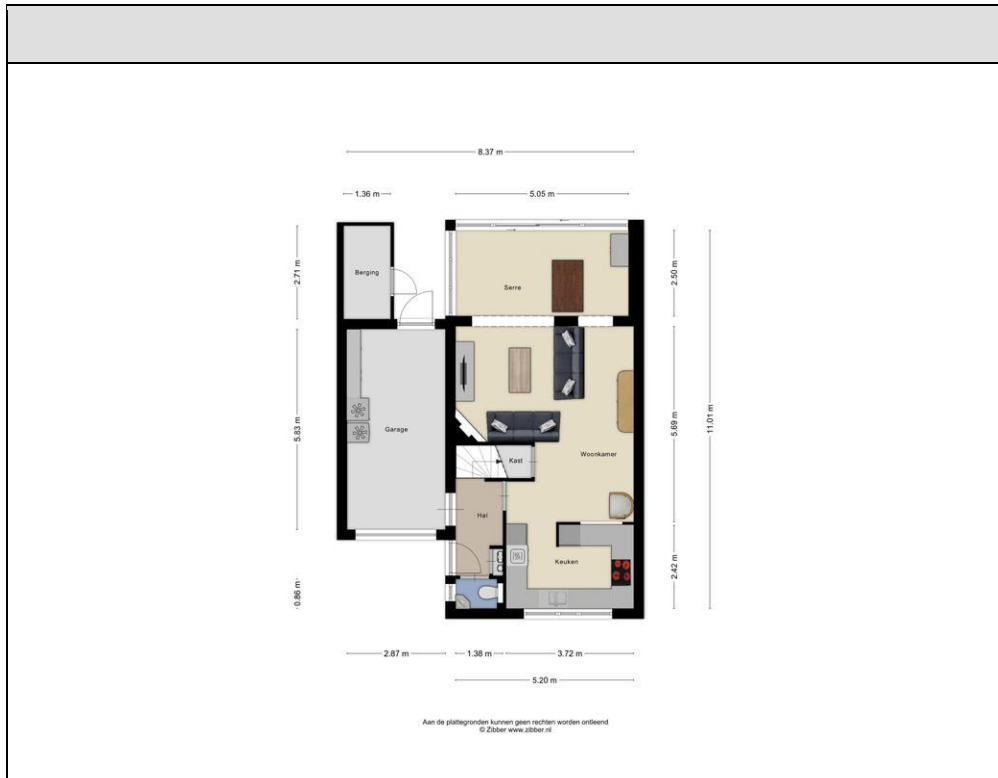 8.37 m
1.36 m
5.05 m
2.71 m
Berging
Serre
2.50 m
5.83 m
Garage
Woonkamer
Kast
5.69 m
11.01 m
Hal
Keuken
2.42 m
0.86 m
2.87 m
1.38 m
3.72 m
5.20 m
Aan de plattegronden kunnen geen rechten worden ontleend
© Zibber www.zibber.nl